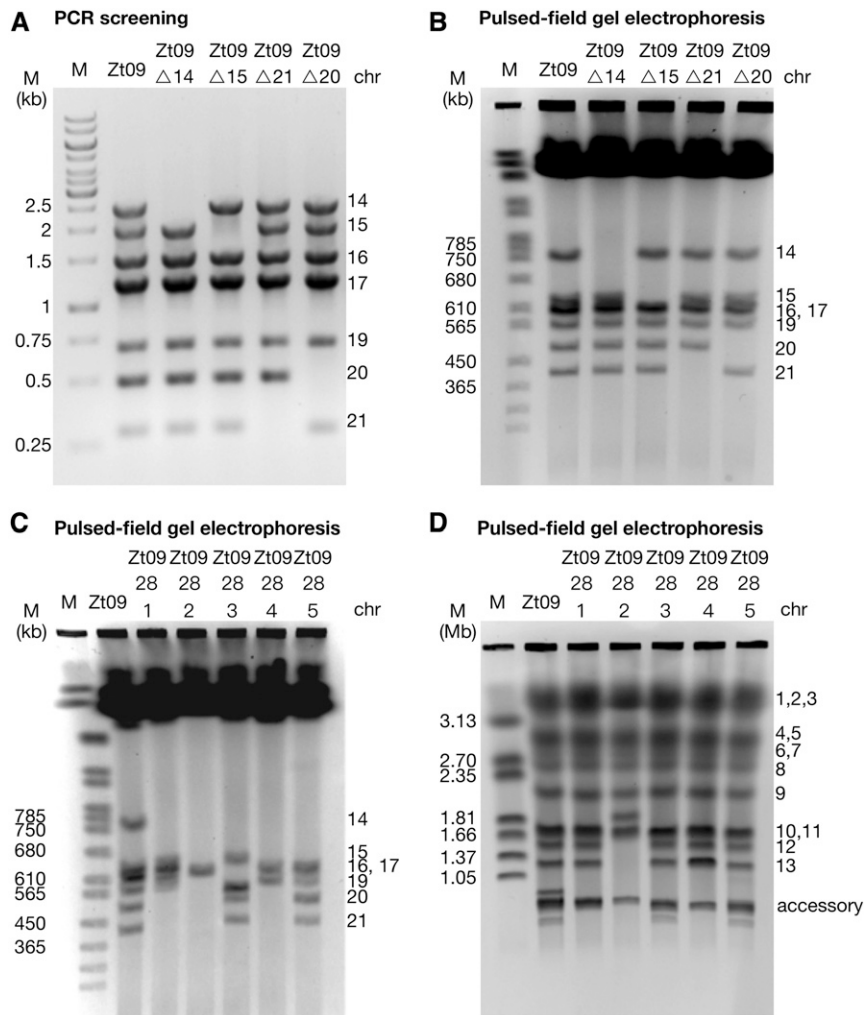 A PCR screening
Zt09 Zt09 Zt09 Zt09
M Zt09 △14 △15 △21 △20 chr
M
(kb)
2.5
2
1.5
1
0.75
0.5
0.25
14
15
16
17
19
20
21
B Pulsed-field gel electrophoresis
Zt09 Zt09 Zt09 Zt09
M Zt09 △14 △15 △21 △20 chr
M
(kb)
785
750
680
610
565
450
365
14
15
16, 17
19
20
21
C Pulsed-field gel electrophoresis
Zt09 Zt09 Zt09 Zt09 Zt09
28 28 28 28 28
M Zt09 1 2 3 4 5 chr
M
(kb)
785
750
680
610
565
450
365
14
15
16, 17
19
20
21
D Pulsed-field gel electrophoresis
Zt09 Zt09 Zt09 Zt09 Zt09
28 28 28 28 28
M Zt09 1 2 3 4 5 chr
M
(Mb)
3.13
2.70
2.35
1.81
1.66
1.37
1.05
1,2,3
4,5
6,7
8
9
10,11
12
13
accessory